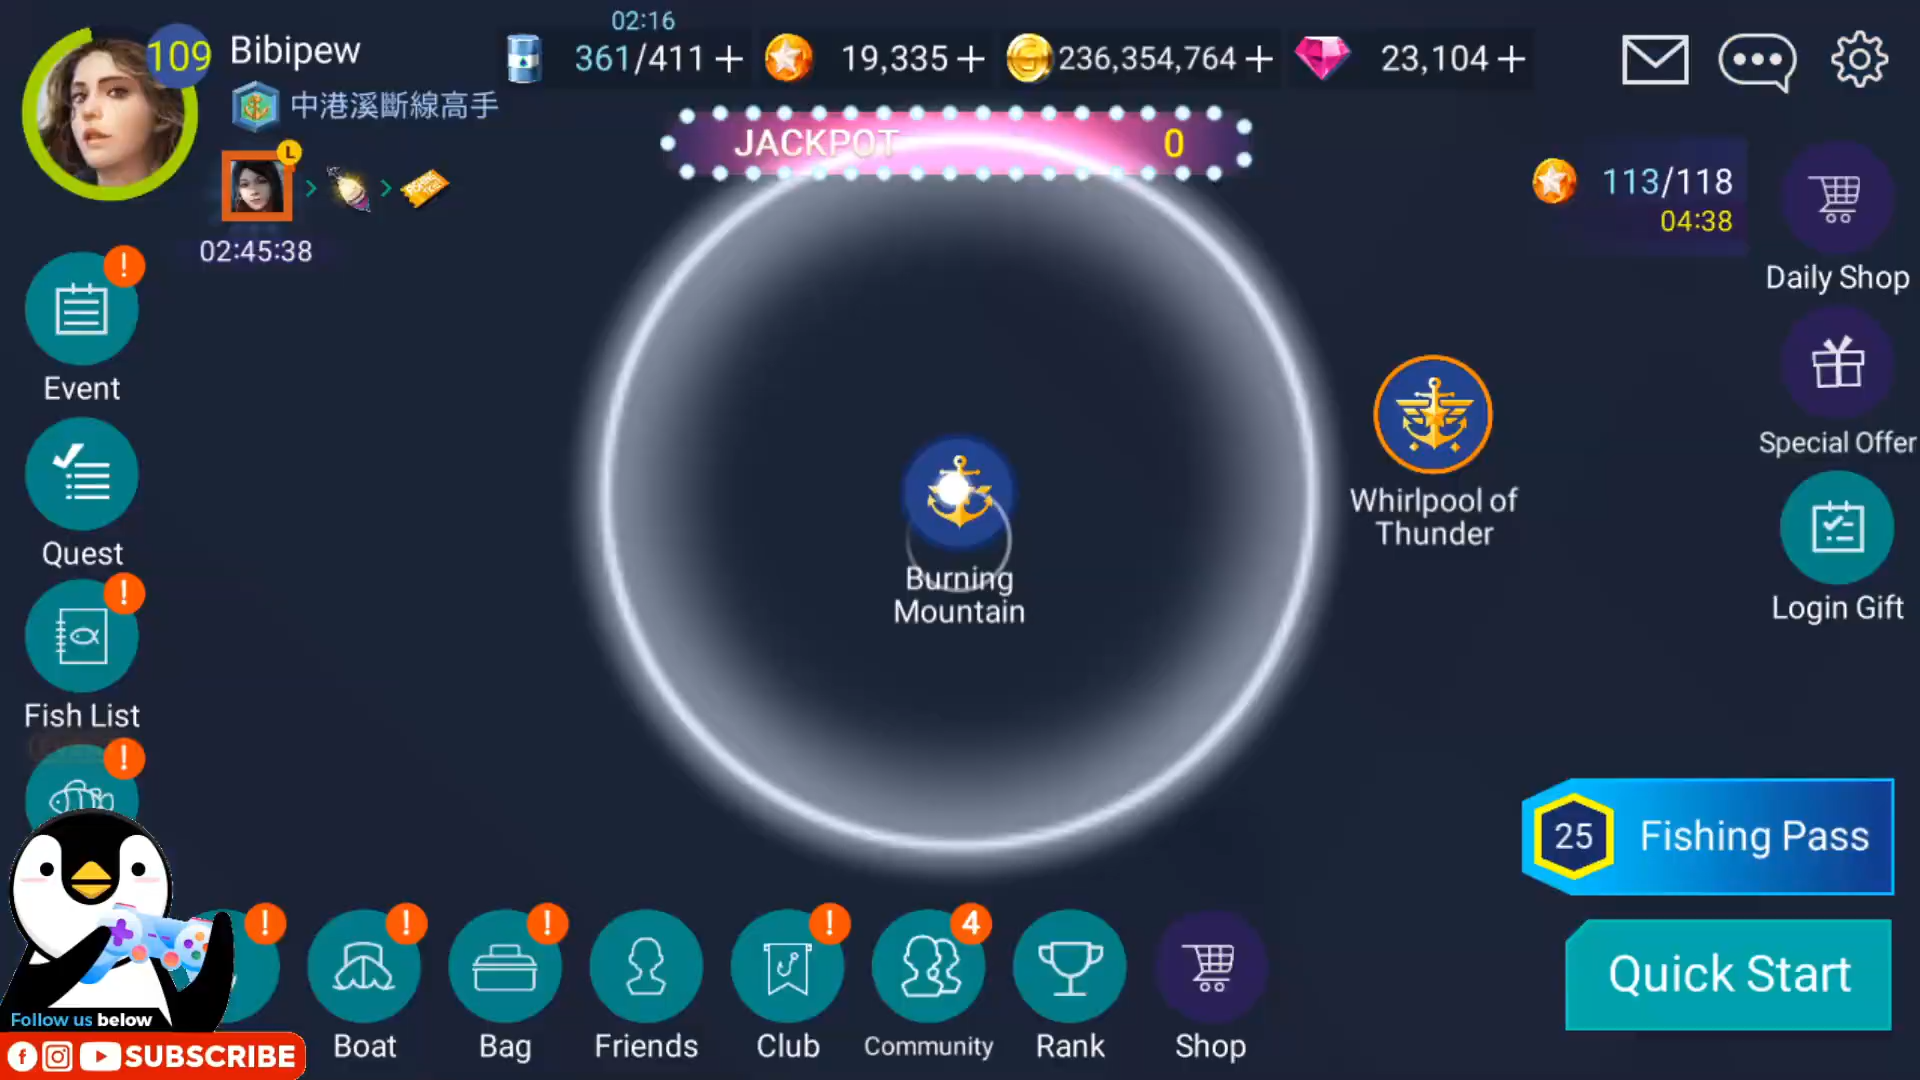 02:16
109
Bibipew
361/411
19,335
236,354,764
23,104
中港溪斷線高手
L
02:45:38
JACKPOT
0
113/118
04:38
Daily Shop
Special Offer
Login Gift
!
Event
Quest
!
Fish List
!
Whirlpool of
Thunder
Burning
Mountain
25
Fishing Pass
Quick Start
!
!
Boat
!
Bag
Friends
!
Club
4
Community
Rank
Shop
Follow us below
SUBSCRIBE